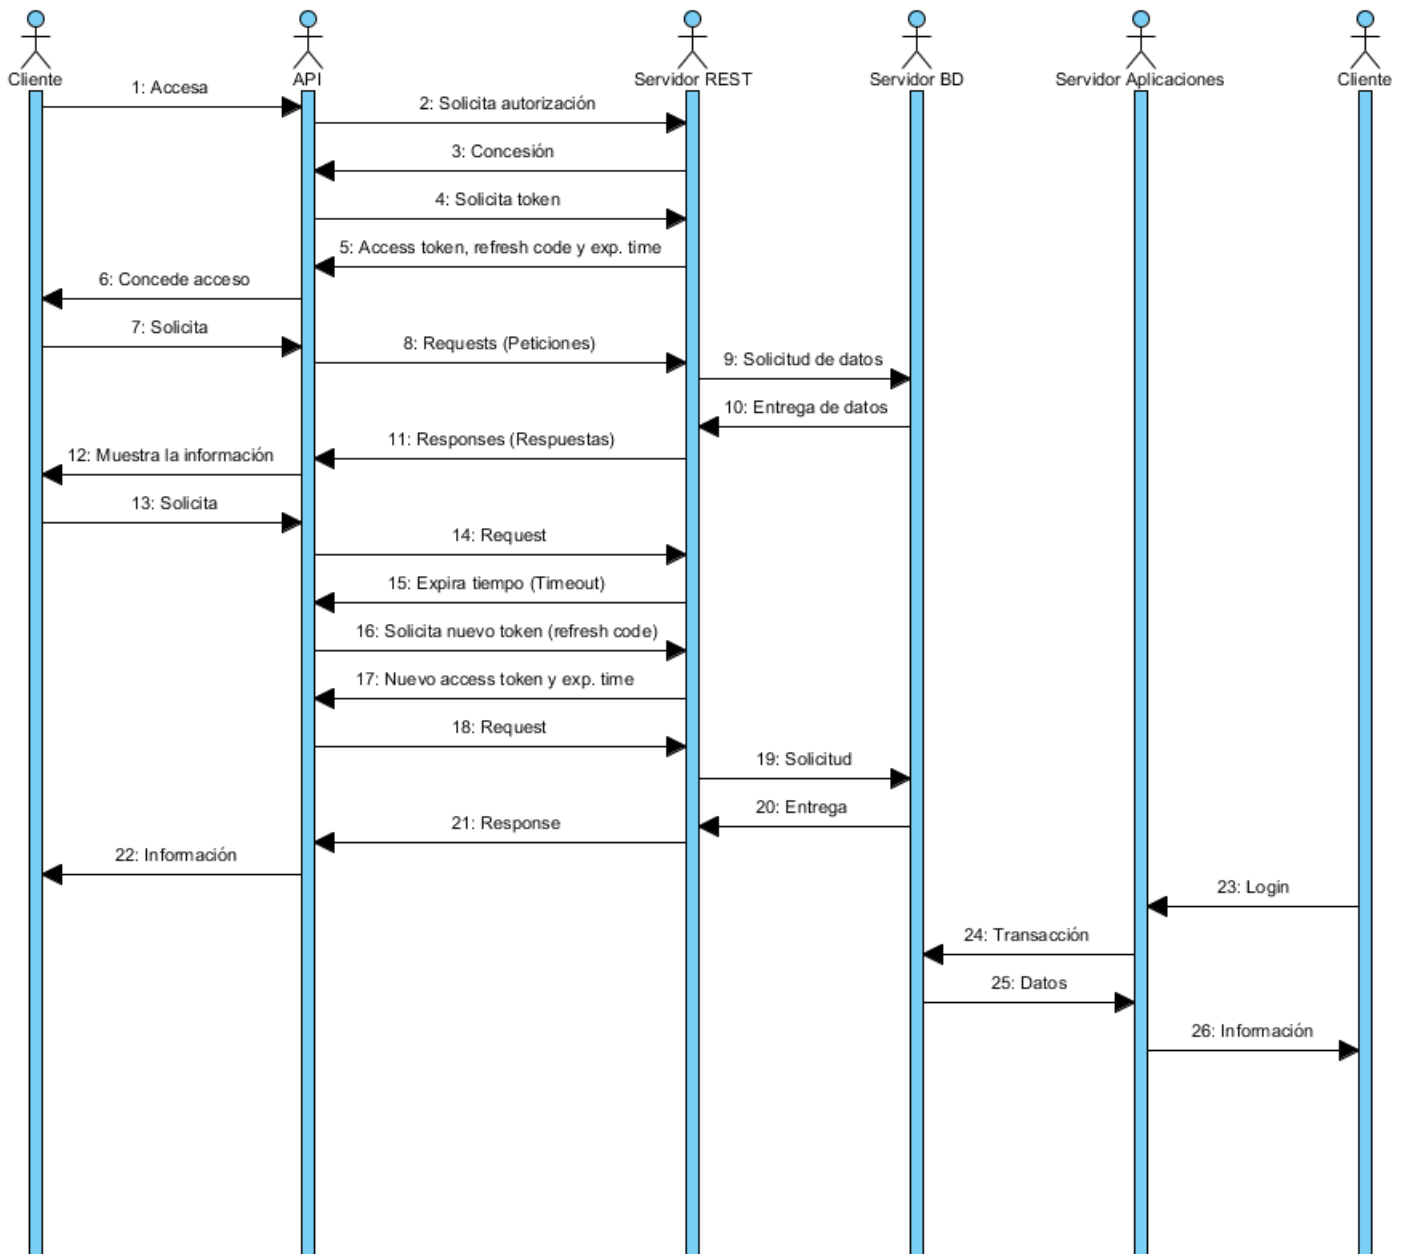 Cliente
API
Servidor REST
Servidor BD
Servidor Aplicaciones
Cliente
1: Accesa
2: Solicita autorización
3: Concesión
4: Solicita token
5: Access token, refresh code y exp. time
6: Concede acceso
7: Solicita
8: Requests (Peticiones)
9: Solicitud de datos
10: Entrega de datos
11: Responses (Respuestas)
12: Muestra la información
13: Solicita
14: Request
15: Expira tiempo (Timeout)
16: Solicita nuevo token (refresh code)
17: Nuevo access token y exp. time
18: Request
19: Solicitud
20: Entrega
21: Response
22: Información
23: Login
24: Transacción
25: Datos
26: Información